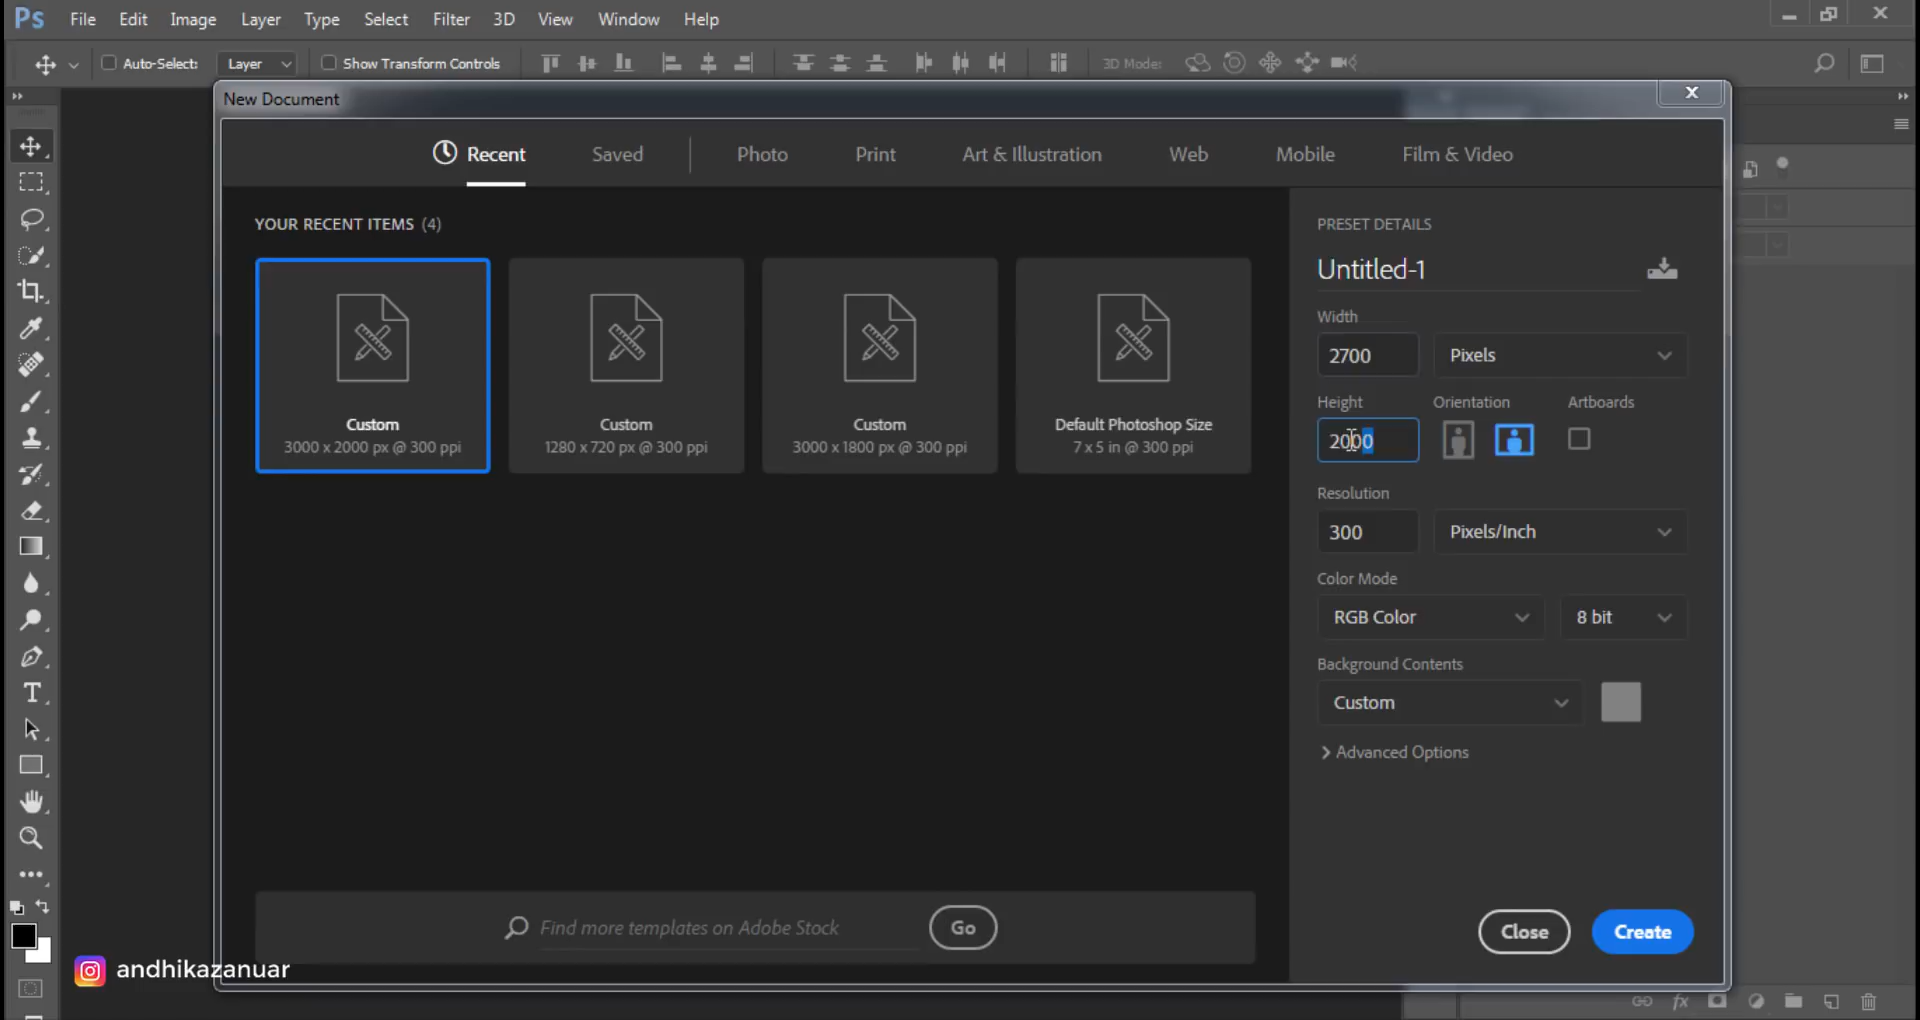 Ps File Edit Image Layer Type Select Filter 3D View Window Help
Auto-Select: Layer Show Transform Controls 3D Mode:
New Document
Recent Saved Photo Print Art & Illustration Web Mobile Film & Video
YOUR RECENT ITEMS (4)
Custom
3000 x 2000 px @ 300 ppi
Custom
1280 x 720 px @ 300 ppi
Custom
3000 x 1800 px @ 300 ppi
Default Photoshop Size
7 x 5 in @ 300 ppi
PRESET DETAILS
Untitled-1
Width
2700 Pixels
Height Orientation Artboards
2000
Resolution
300 Pixels/Inch
Color Mode
RGB Color 8 bit
Background Contents
Custom
Advanced Options
Find more templates on Adobe Stock Go
Close Create
T
andhikazanuar
fx